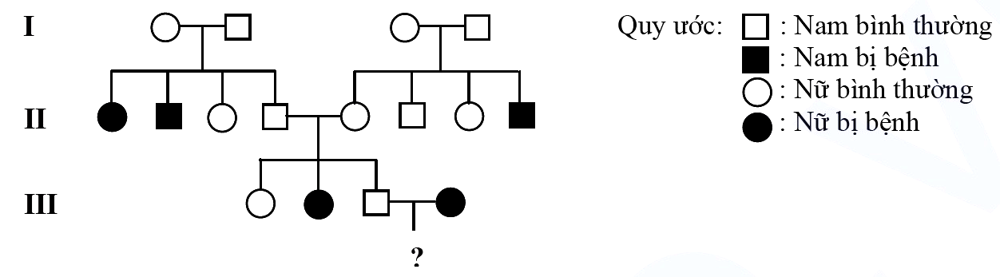 I
Quy ước: : Nam bình thường
: Nam bị bệnh
II
: Nữ bình thường
: Nữ bị bệnh
III
?